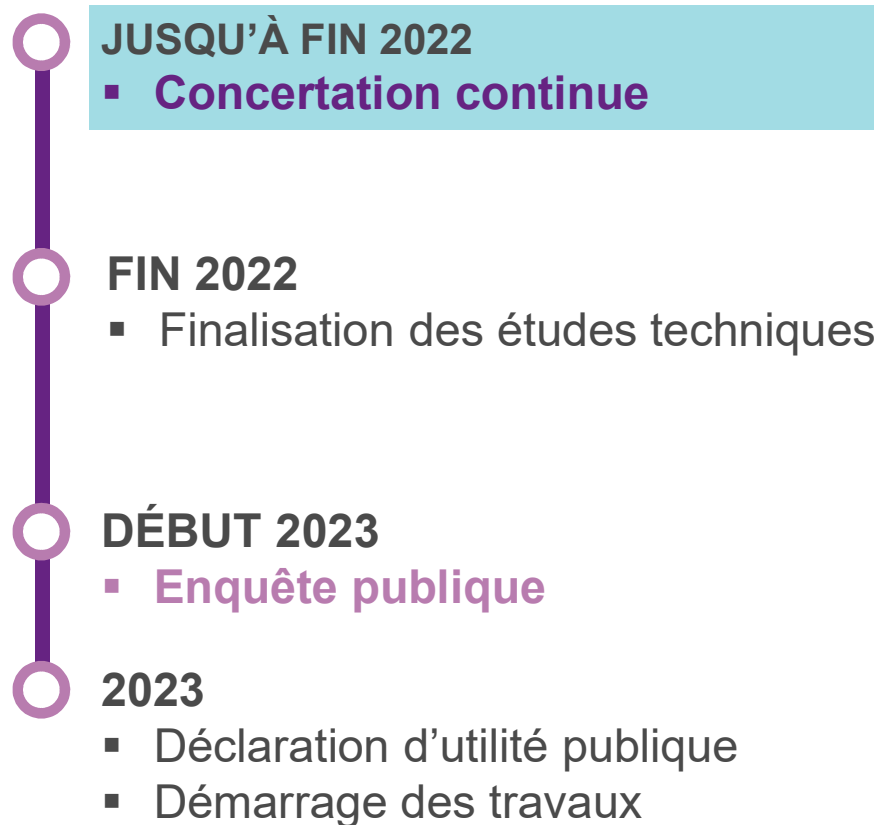 JUSQU’À FIN 2022
▪ Concertation continue
FIN 2022
▪ Finalisation des études techniques
DÉBUT 2023
▪ Enquête publique
2023
▪ Déclaration d’utilité publique
▪ Démarrage des travaux